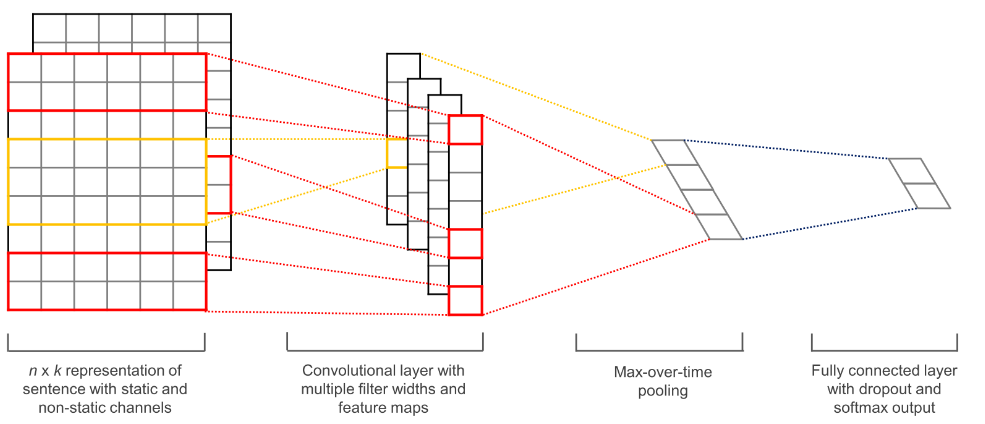 n x k representation of
sentence with static and
non-static channels
Convolutional layer with
multiple filter widths and
feature maps
Max-over-time
pooling
Fully connected layer
with dropout and
softmax output